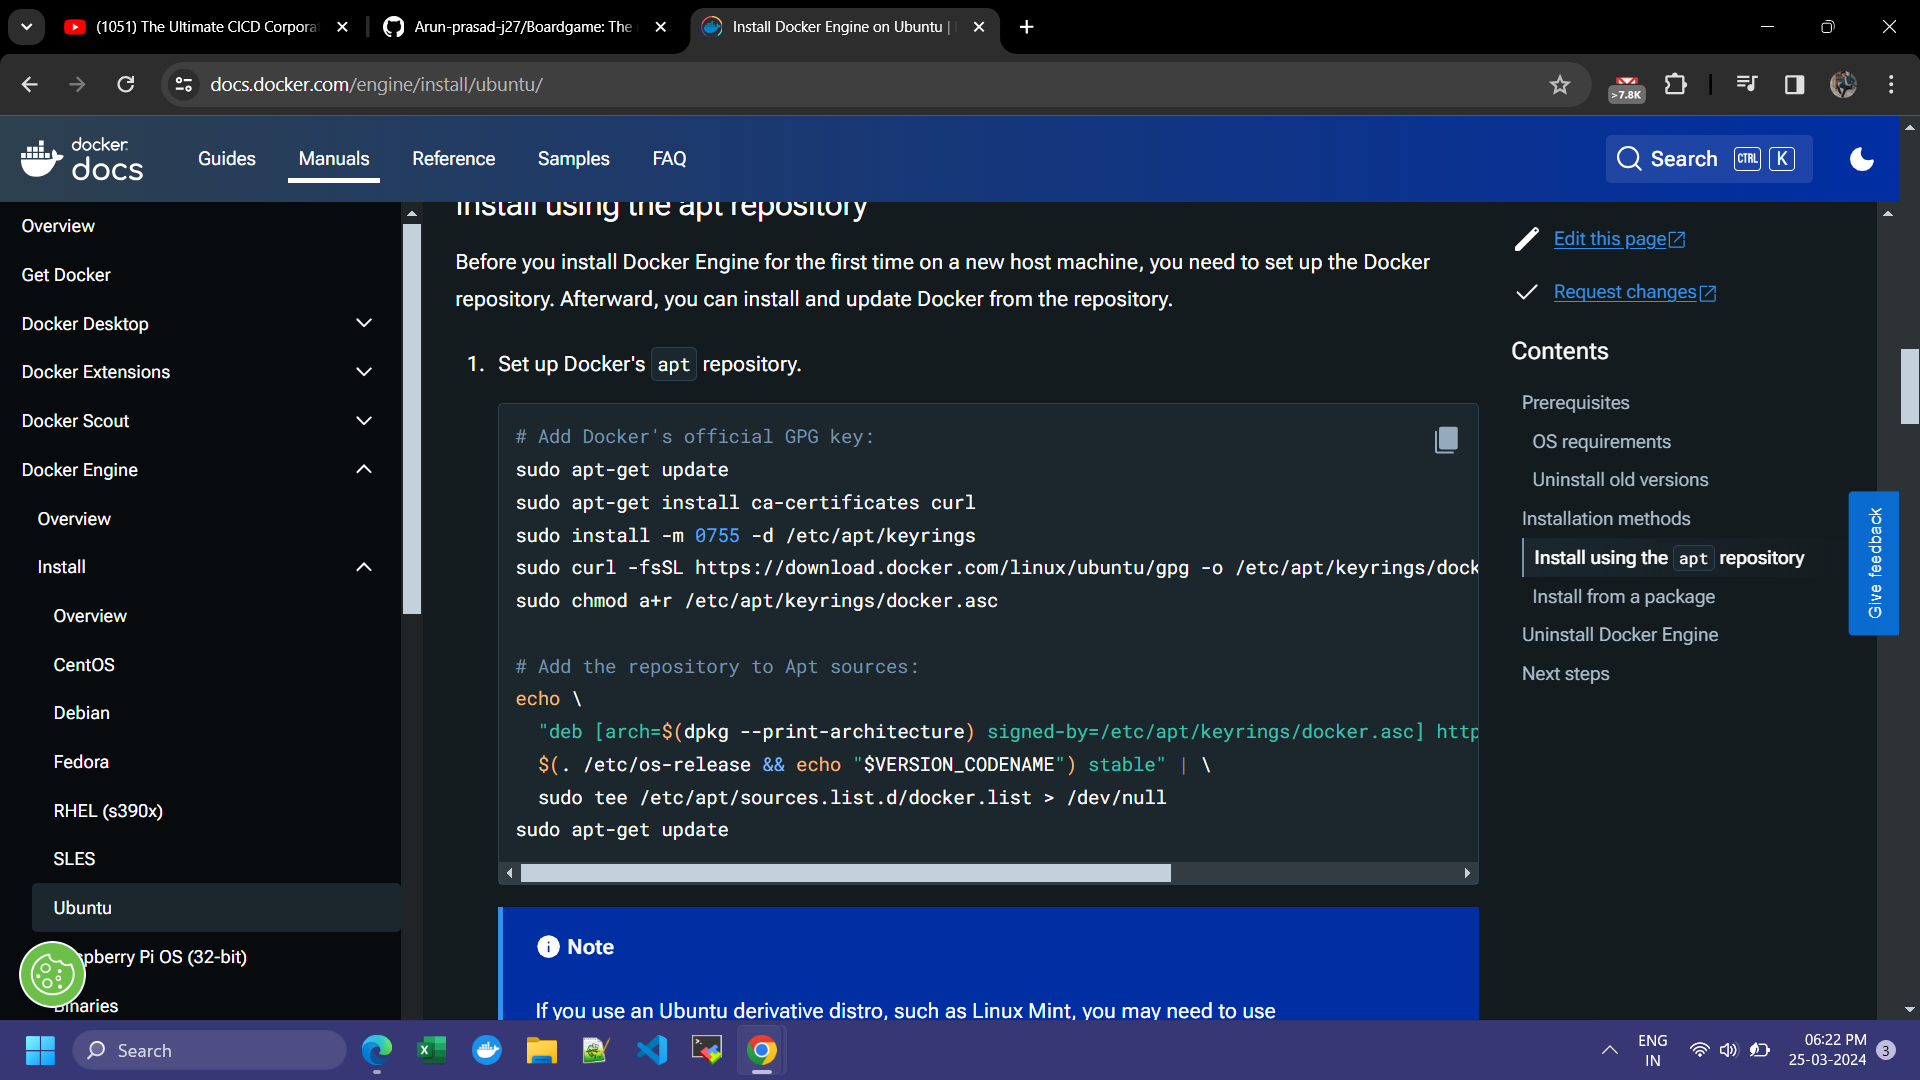 (1051) The Ultimate CICD Corpora
Arun-prasad-j27/Boardgame: The
Install Docker Engine on Ubuntu |
docs.docker.com/engine/install/ubuntu/
>7.8K
docker
docs
Guides
Manuals
Reference
Samples
FAQ
Search CTRL K
Overview
Get Docker
Docker Desktop
Docker Extensions
Docker Scout
Docker Engine
Overview
Install
Overview
CentOS
Debian
Fedora
RHEL (s390x)
SLES
Ubuntu
spberry Pi OS (32-bit)
Binaries
Install using the apt repository
Before you install Docker Engine for the first time on a new host machine, you need to set up the Docker
repository. Afterward, you can install and update Docker from the repository.
1. Set up Docker's apt repository.
# Add Docker's official GPG key:
sudo apt-get update
sudo apt-get install ca-certificates curl
sudo install -m 0755 -d /etc/apt/keyrings
sudo curl -fsSL https://download.docker.com/linux/ubuntu/gpg -o /etc/apt/keyrings/dock
sudo chmod a+r /etc/apt/keyrings/docker.asc
# Add the repository to Apt sources:
echo \
"deb [arch=$(dpkg --print-architecture) signed-by=/etc/apt/keyrings/docker.asc] http
$(. /etc/os-release && echo "$VERSION_CODENAME") stable" | \
sudo tee /etc/apt/sources.list.d/docker.list > /dev/null
sudo apt-get update
Note
If you use an Ubuntu derivative distro, such as Linux Mint, you may need to use
Edit this page
Request changes
Contents
Prerequisites
OS requirements
Uninstall old versions
Installation methods
Install using the apt repository
Install from a package
Uninstall Docker Engine
Next steps
Give feedback
Search
ENG
IN
06:22 PM
25-03-2024
3